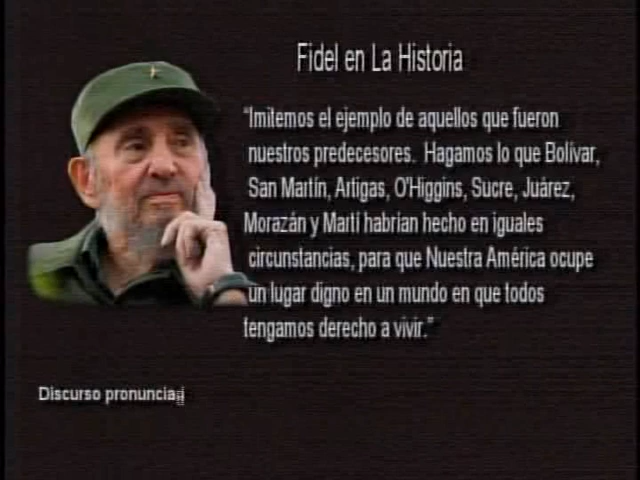 Fidel en La Historia
"Imitemos el ejemplo de aquellos que fueron
nuestros predecesores. Hagamos lo que Bolívar,
San Martín, Artigas, O'Higgins, Sucre, Juárez,
Morazán y Martí habrían hecho en iguales
circunstancias, para que Nuestra América ocupe
un lugar digno en un mundo en que todos
tengamos derecho a vivir."
Discurso pronuncia